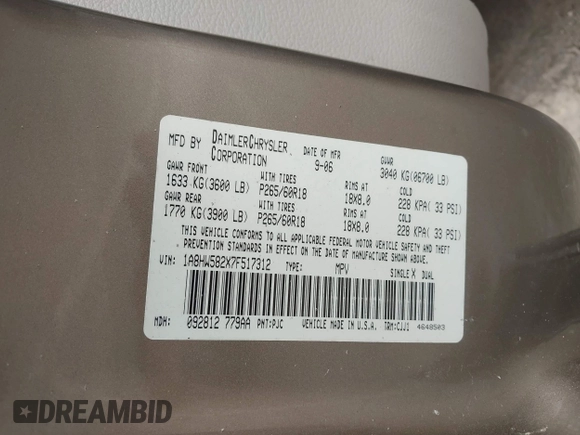 MFD BY DAIMLERCHRYSLER CORPORATION
DATE OF MFR 9-06
GVWR 3040 KG(06700 LB)
GAWR FRONT WITH TIRES RIMS AT COLD
1633 KG(3600 LB) P265/60R18 18X8.0 228 KPA( 33 PSI)
GAWR REAR WITH TIRES RIMS AT COLD
1770 KG(3900 LB) P265/60R18 18X8.0 228 KPA( 33 PSI)
THIS VEHICLE CONFORMS TO ALL APPLICABLE FEDERAL MOTOR VEHICLE SAFETY AND THEFT
PREVENTION STANDARDS IN EFFECT ON THE DATE OF MANUFACTURE SHOWN ABOVE.
VIN: 1A8HW582X7F517312 TYPE: MPV SINGLE X DUAL
MDH: 092812 779AA PNT:PJC VEHICLE MADE IN U.S.A. TRM:CJJ1 4648503
DREAMBID